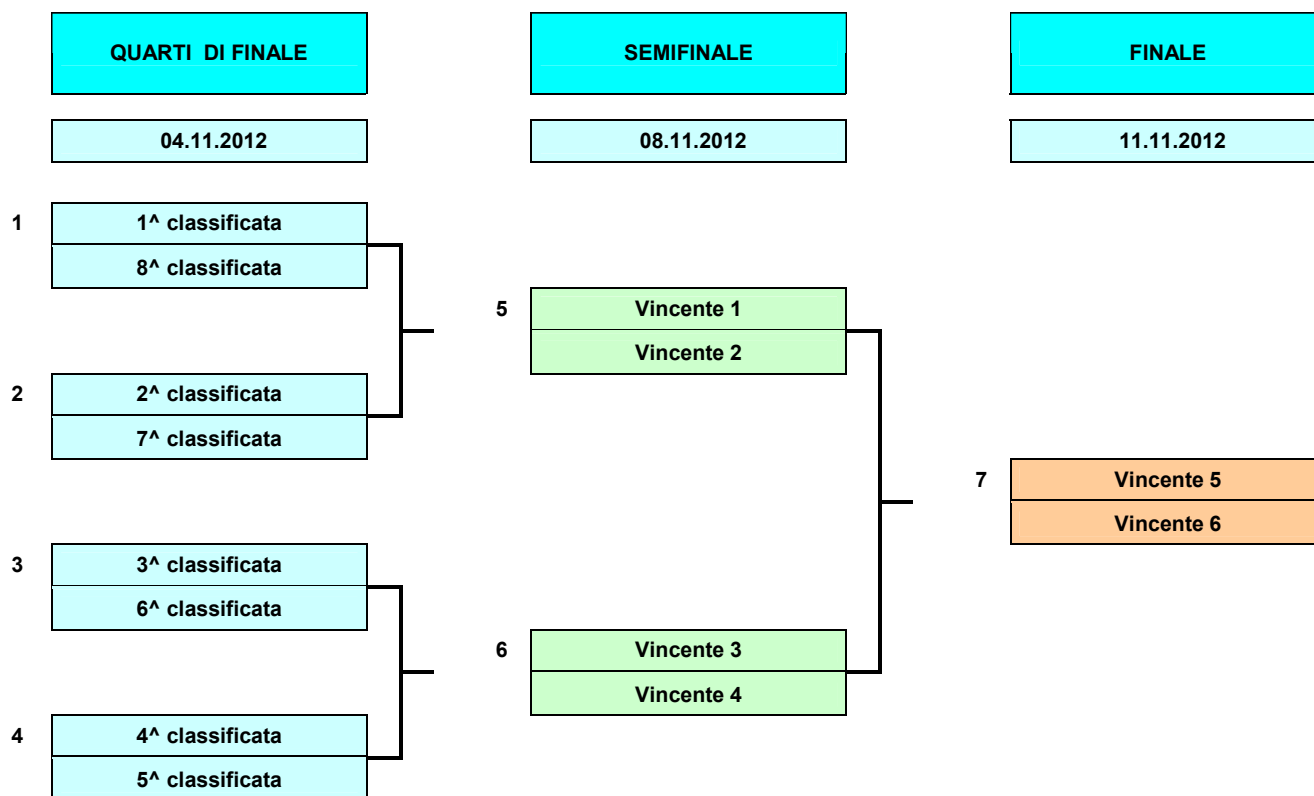 QUARTI DI FINALE
SEMIFINALE
FINALE
04.11.2012
08.11.2012
11.11.2012
1
1^ classificata
8^ classificata
5
Vincente 1
Vincente 2
2
2^ classificata
7^ classificata
7
Vincente 5
Vincente 6
3
3^ classificata
6^ classificata
6
Vincente 3
Vincente 4
4
4^ classificata
5^ classificata